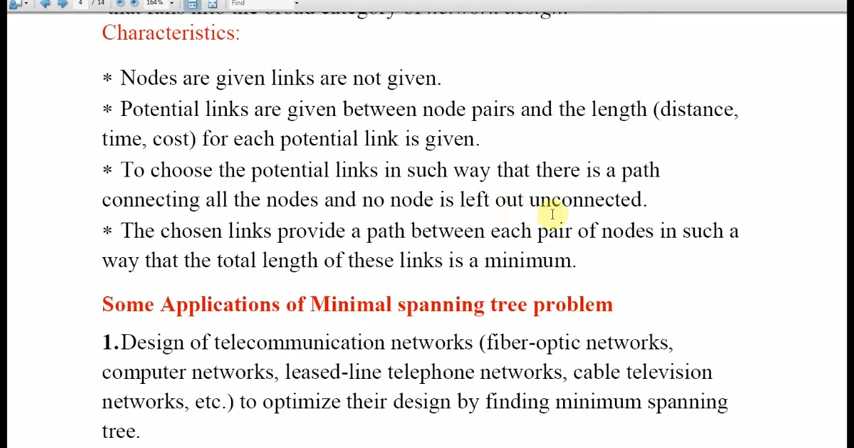 4 / 14 164% Find
Characteristics:
* Nodes are given links are not given.
* Potential links are given between node pairs and the length (distance,
time, cost) for each potential link is given.
* To choose the potential links in such way that there is a path
connecting all the nodes and no node is left out unconnected.
* The chosen links provide a path between each pair of nodes in such a
way that the total length of these links is a minimum.
Some Applications of Minimal spanning tree problem
1.Design of telecommunication networks (fiber-optic networks,
computer networks, leased-line telephone networks, cable television
networks, etc.) to optimize their design by finding minimum spanning
tree.